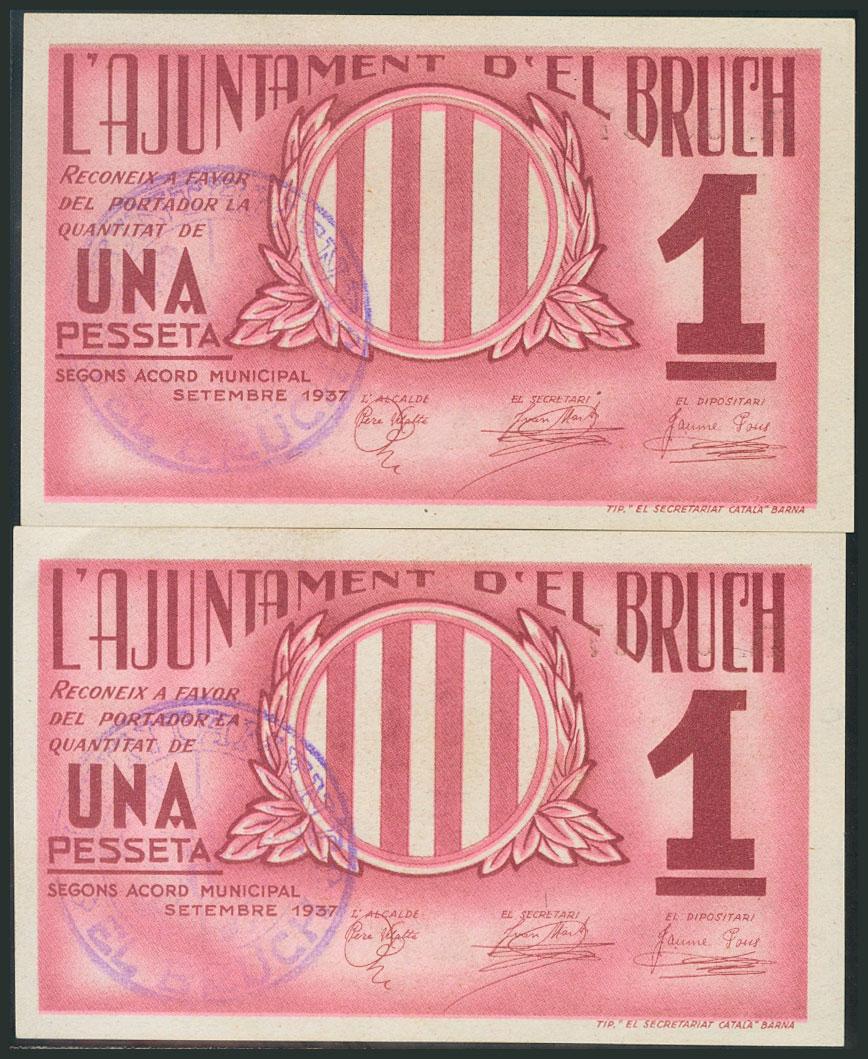 L'AJUNTAMENT D'EL BRUCH
RECONEIX A FAVOR
DEL PORTADOR LA
QUANTITAT DE
UNA
PESSETA
1
SEGONS ACORD MUNICIPAL
SETEMBRE 1937
L'ALCALDE
EL SECRETARI
EL DIPOSITARI
Jaume Pous
TIP. "EL SECRETARIAT CATALÀ" BARNA
L'AJUNTAMENT D'EL BRUCH
RECONEIX A FAVOR
DEL PORTADOR LA
QUANTITAT DE
UNA
PESSETA
1
SEGONS ACORD MUNICIPAL
SETEMBRE 1937
L'ALCALDE
EL SECRETARI
EL DIPOSITARI
Jaume Pous
TIP. "EL SECRETARIAT CATALÀ" BARNA
EL BRUCH